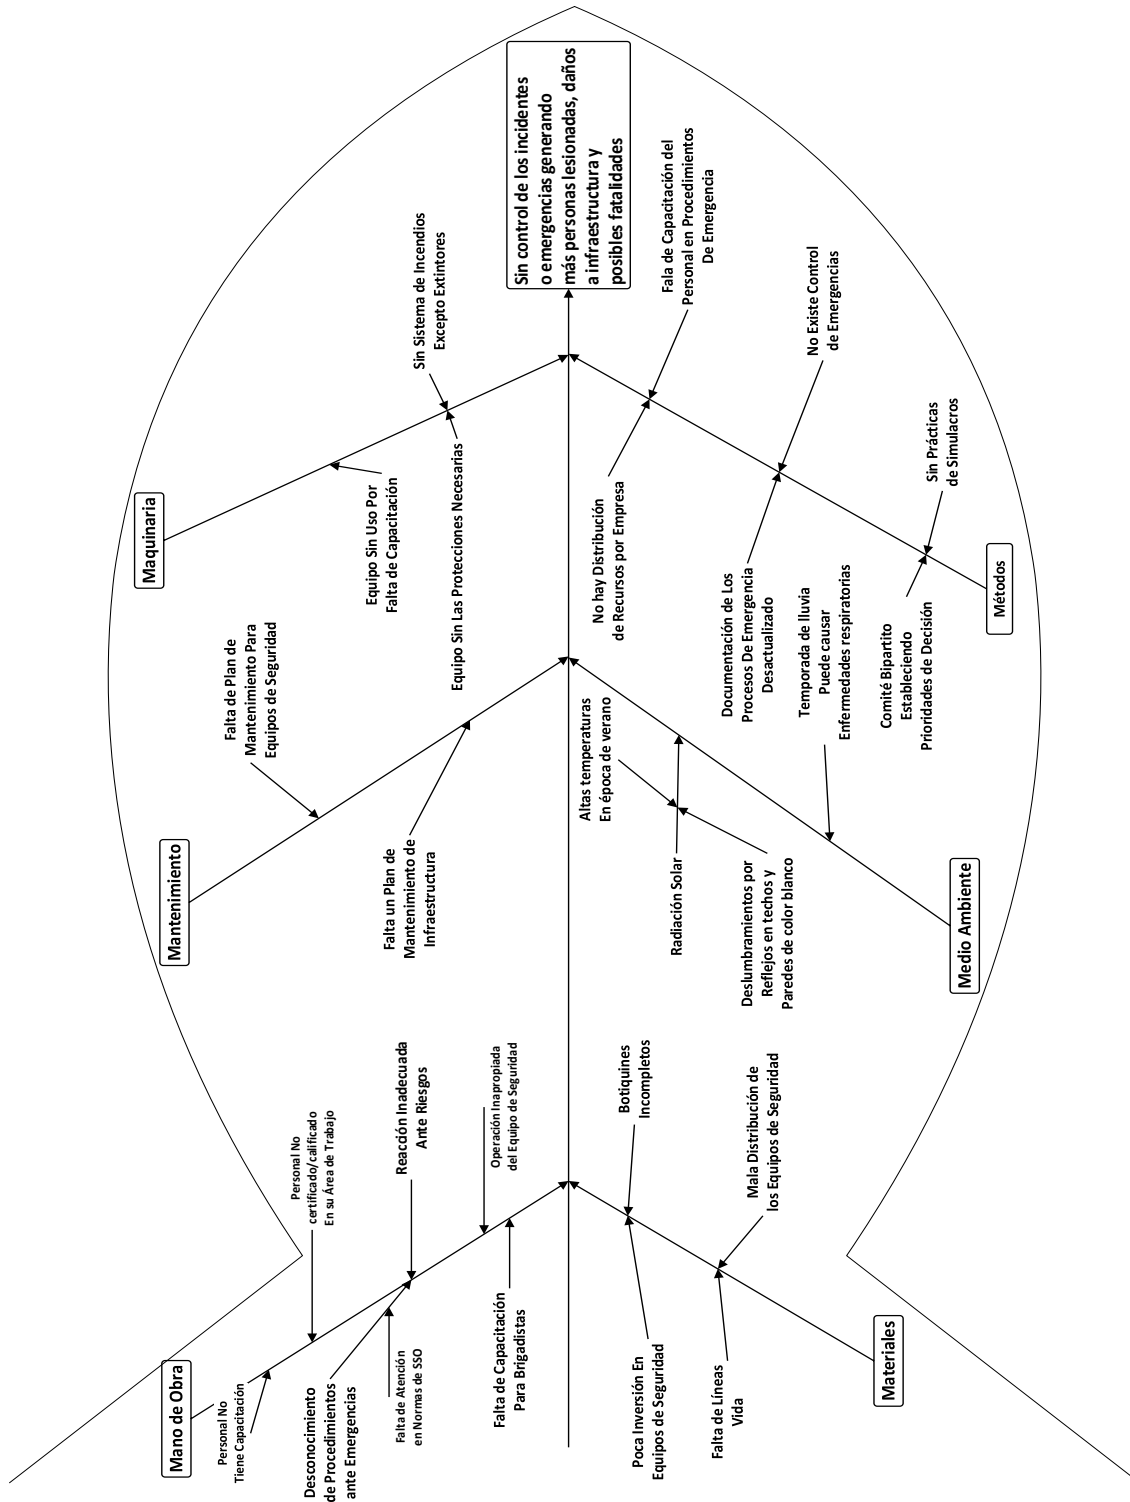 Mano de Obra
Personal No
Tiene Capacitación
Personal No
certificado/calificado
En su Área de Trabajo
Desconocimiento
de Procedimientos
ante Emergencias
Falta de Atención
en Normas de SSO
Reacción Inadecuada
Ante Riesgos
Operación Inapropiada
del Equipo de Seguridad
Falta de Capacitación
Para Brigadistas
Mantenimiento
Falta de Plan de
Mantenimiento Para
Equipos de Seguridad
Falta un Plan de
Mantenimiento de
Infraestructura
Maquinaria
Equipo Sin Uso Por
Falta de Capacitación
Sin Sistema de Incendios
Excepto Extintores
Equipo Sin Las Protecciones Necesarias
Sin control de los incidentes
o emergencias generando
más personas lesionadas, daños
a infraestructura y
posibles fatalidades
Materiales
Botiquines
Incompletos
Poca Inversión En
Equipos de Seguridad
Mala Distribución de
los Equipos de Seguridad
Falta de Líneas
Vida
Medio Ambiente
Altas temperaturas
En época de verano
Radiación Solar
Deslumbramientos por
Reflejos en techos y
Paredes de color blanco
Temporada de lluvia
Puede causar
Enfermedades respiratorias
Métodos
Fala de Capacitación del
Personal en Procedimientos
De Emergencia
No hay Distribución
de Recursos por Empresa
No Existe Control
de Emergencias
Documentación de Los
Procesos De Emergencia
Desactualizado
Sin Prácticas
de Simulacros
Comité Bipartito
Estableciendo
Prioridades de Decisión